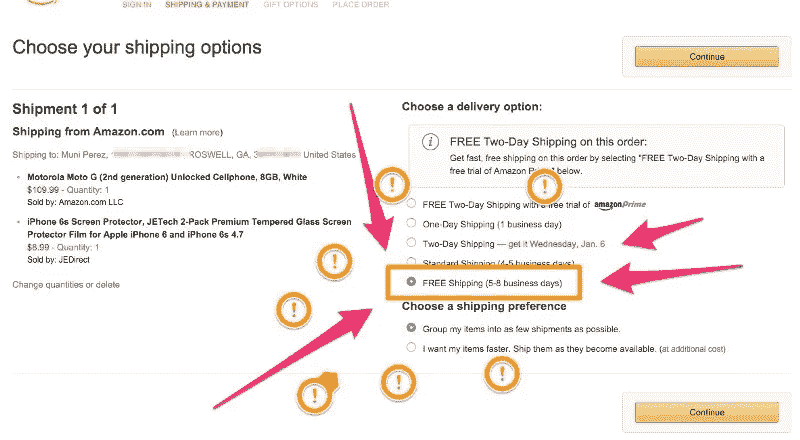 SIGN IN SHIPPING & PAYMENT GIFT OPTIONS PLACE ORDER
Choose your shipping options
Continue
Shipment 1 of 1
Shipping from Amazon.com (Learn more)
Shipping to: Muni Perez, ROSWELL, GA, United States
Motorola Moto G (2nd generation) Unlocked Cellphone, 8GB, White
$109.99 - Quantity: 1
Sold by: Amazon.com LLC
iPhone 6s Screen Protector, JETech 2-Pack Premium Tempered Glass Screen
Protector Film for Apple iPhone 6 and iPhone 6s 4.7
$8.99 - Quantity: 1
Sold by: JEDirect
Change quantities or delete
Choose a delivery option:
FREE Two-Day Shipping on this order:
Get fast, free shipping on this order by selecting "FREE Two-Day Shipping with a
free trial of Amazon below.
FREE Two-Day Shipping with a free trial of amazonPrime
One-Day Shipping (1 business day)
Two-Day Shipping — get it Wednesday, Jan. 6
Standard Shipping (4-5 business days)
FREE Shipping (5-8 business days)
Choose a shipping preference
Group my items into as few shipments as possible.
I want my items faster. Ship them as they become available. (at additional cost)
Continue